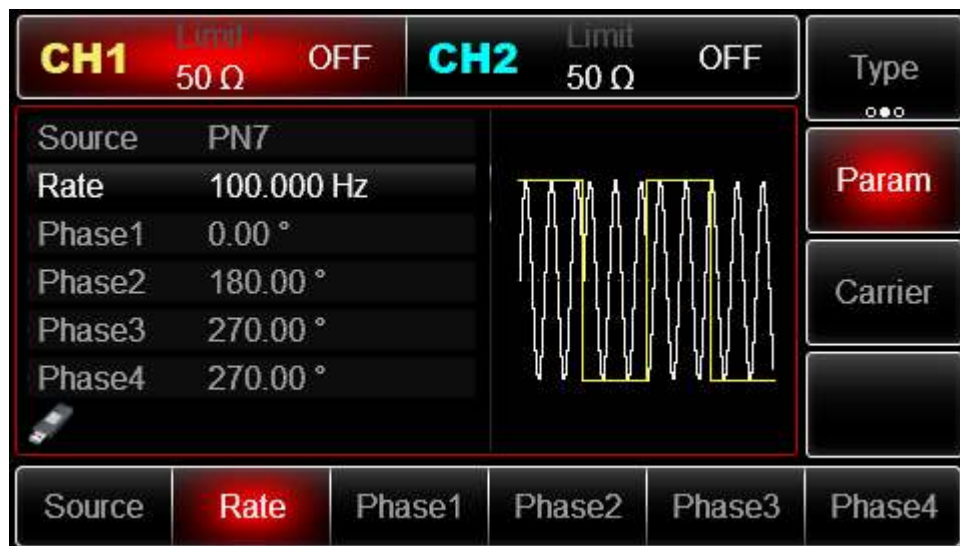 CH1 Limit 50 Ω OFF
CH2 Limit 50 Ω OFF
Type
Source PN7
Rate 100.000 Hz
Phase1 0.00 °
Phase2 180.00 °
Phase3 270.00 °
Phase4 270.00 °
Param
Carrier
Source Rate Phase1 Phase2 Phase3 Phase4